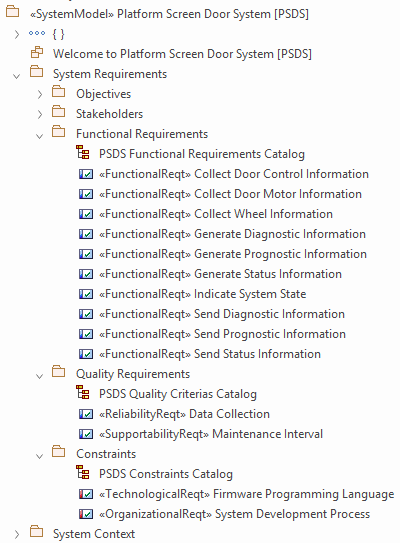 «SystemModel» Platform Screen Door System [PSDS]
{ }
Welcome to Platform Screen Door System [PSDS]
System Requirements
Objectives
Stakeholders
Functional Requirements
PSDS Functional Requirements Catalog
«FunctionalReqt» Collect Door Control Information
«FunctionalReqt» Collect Door Motor Information
«FunctionalReqt» Collect Wheel Information
«FunctionalReqt» Generate Diagnostic Information
«FunctionalReqt» Generate Prognostic Information
«FunctionalReqt» Generate Status Information
«FunctionalReqt» Indicate System State
«FunctionalReqt» Send Diagnostic Information
«FunctionalReqt» Send Prognostic Information
«FunctionalReqt» Send Status Information
Quality Requirements
PSDS Quality Criterias Catalog
«ReliabilityReqt» Data Collection
«SupportabilityReqt» Maintenance Interval
Constraints
PSDS Constraints Catalog
«TechnologicalReqt» Firmware Programming Language
«OrganizationalReqt» System Development Process
System Context